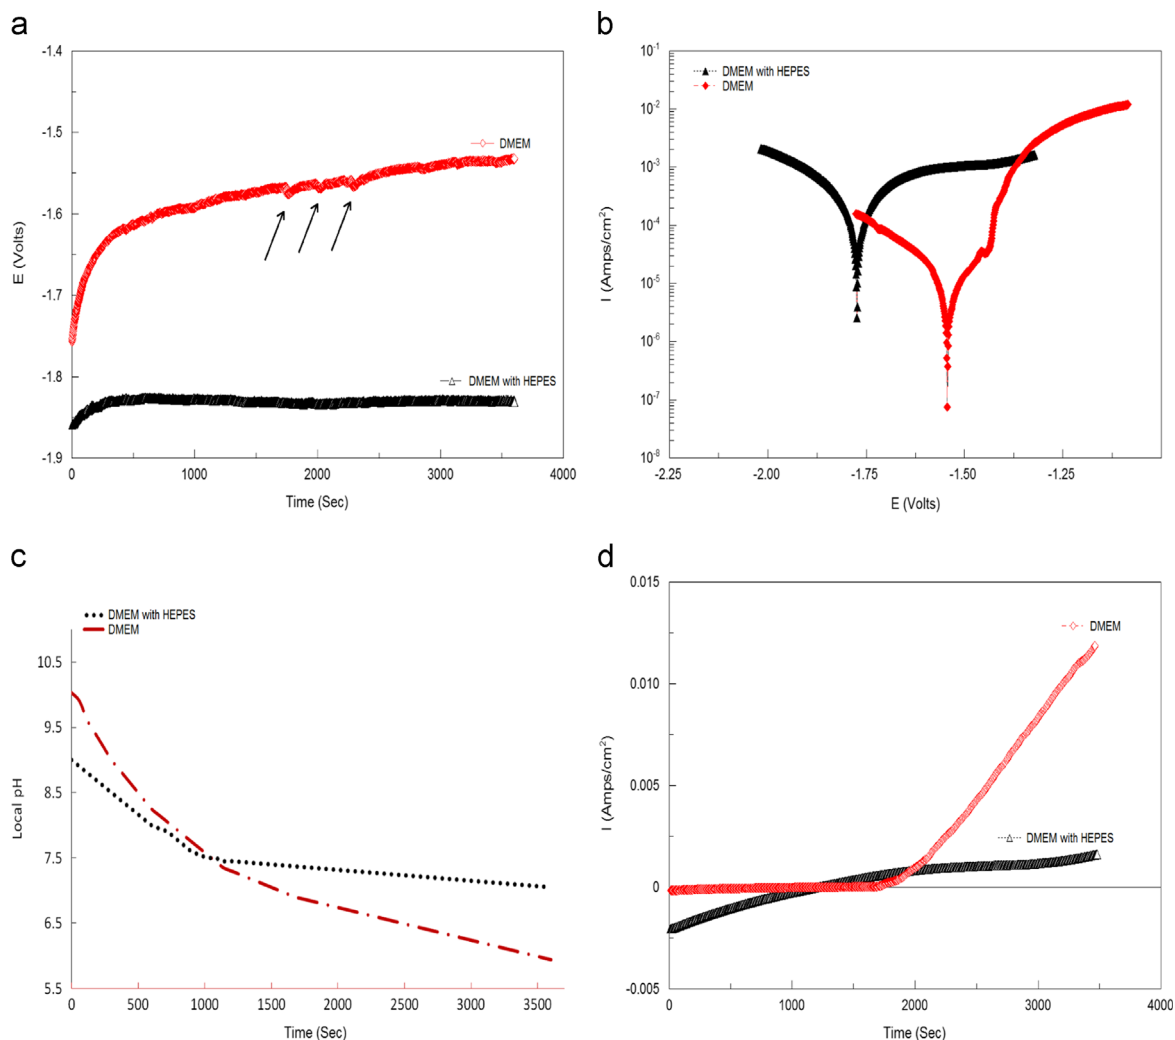 a
-1.4
-1.5
-1.6
-1.7
-1.8
-1.9
E (Volts)
DMEM
DMEM with HEPES
0
1000
2000
3000
4000
Time (Sec)
b
10-1
10-2
10-3
10-4
10-5
10-6
10-7
10-8
I (Amps/cm2)
DMEM with HEPES
DMEM
-2.25
-2.00
-1.75
-1.50
-1.25
E (Volts)
c
DMEM with HEPES
DMEM
10.5
9.5
8.5
7.5
6.5
5.5
Local pH
0
500
1000
1500
2000
2500
3000
3500
Time (Sec)
d
0.015
0.010
0.005
0
-0.005
I (Amps/cm2)
DMEM
DMEM with HEPES
0
1000
2000
3000
4000
Time (Sec)